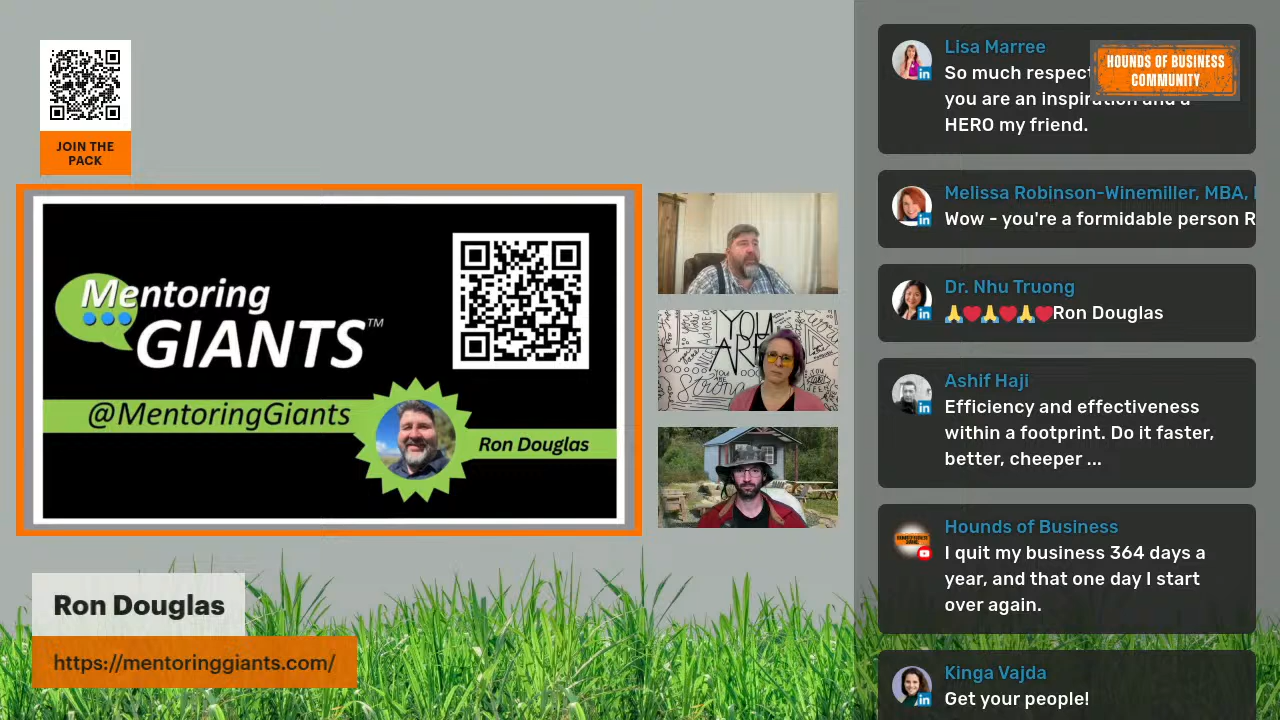 JOIN THE
PACK
Mentoring
GIANTS™
@MentoringGiants
Ron Douglas
YOU
ARE
Strong
Ron Douglas
https://mentoringgiants.com/
HOUNDS OF BUSINESS
COMMUNITY
Lisa Marree
So much respect
you are an inspiration and a
HERO my friend.
Melissa Robinson-Winemiller, MBA,
Wow - you're a formidable person R
Dr. Nhu Truong
🙏❤️🙏❤️🙏❤️Ron Douglas
Ashif Haji
Efficiency and effectiveness
within a footprint. Do it faster,
better, cheeper ...
Hounds of Business
I quit my business 364 days a
year, and that one day I start
over again.
Kinga Vajda
Get your people!